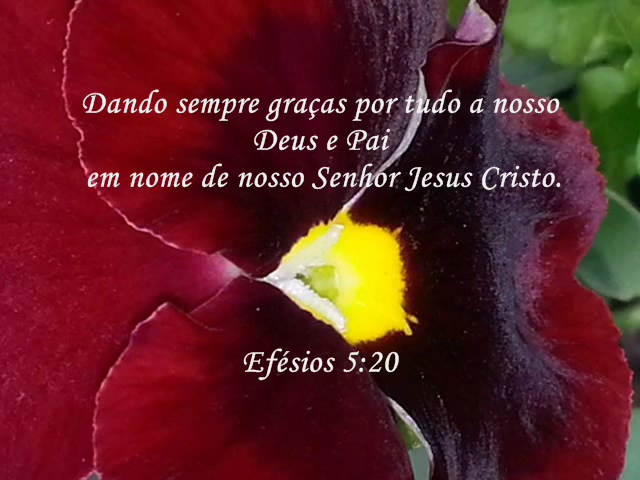 Dando sempre graças por tudo a nosso
Deus e Pai
em nome de nosso Senhor Jesus Cristo.
Efésios 5:20